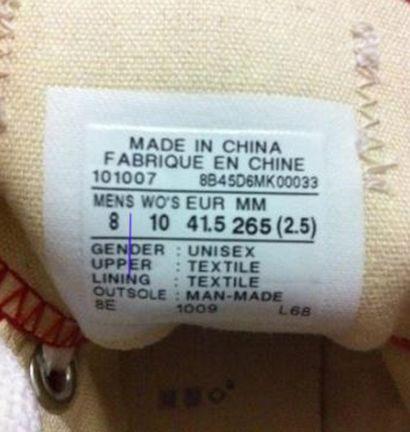 MADE IN CHINA
FABRIQUE EN CHINE
101007 8B45D6MK00033
MENS WO'S EUR MM
8 10 41.5 265 (2.5)
GENDER : UNISEX
UPPER : TEXTILE
LINING : TEXTILE
OUTSOLE : MAN-MADE
8E 1009 L68